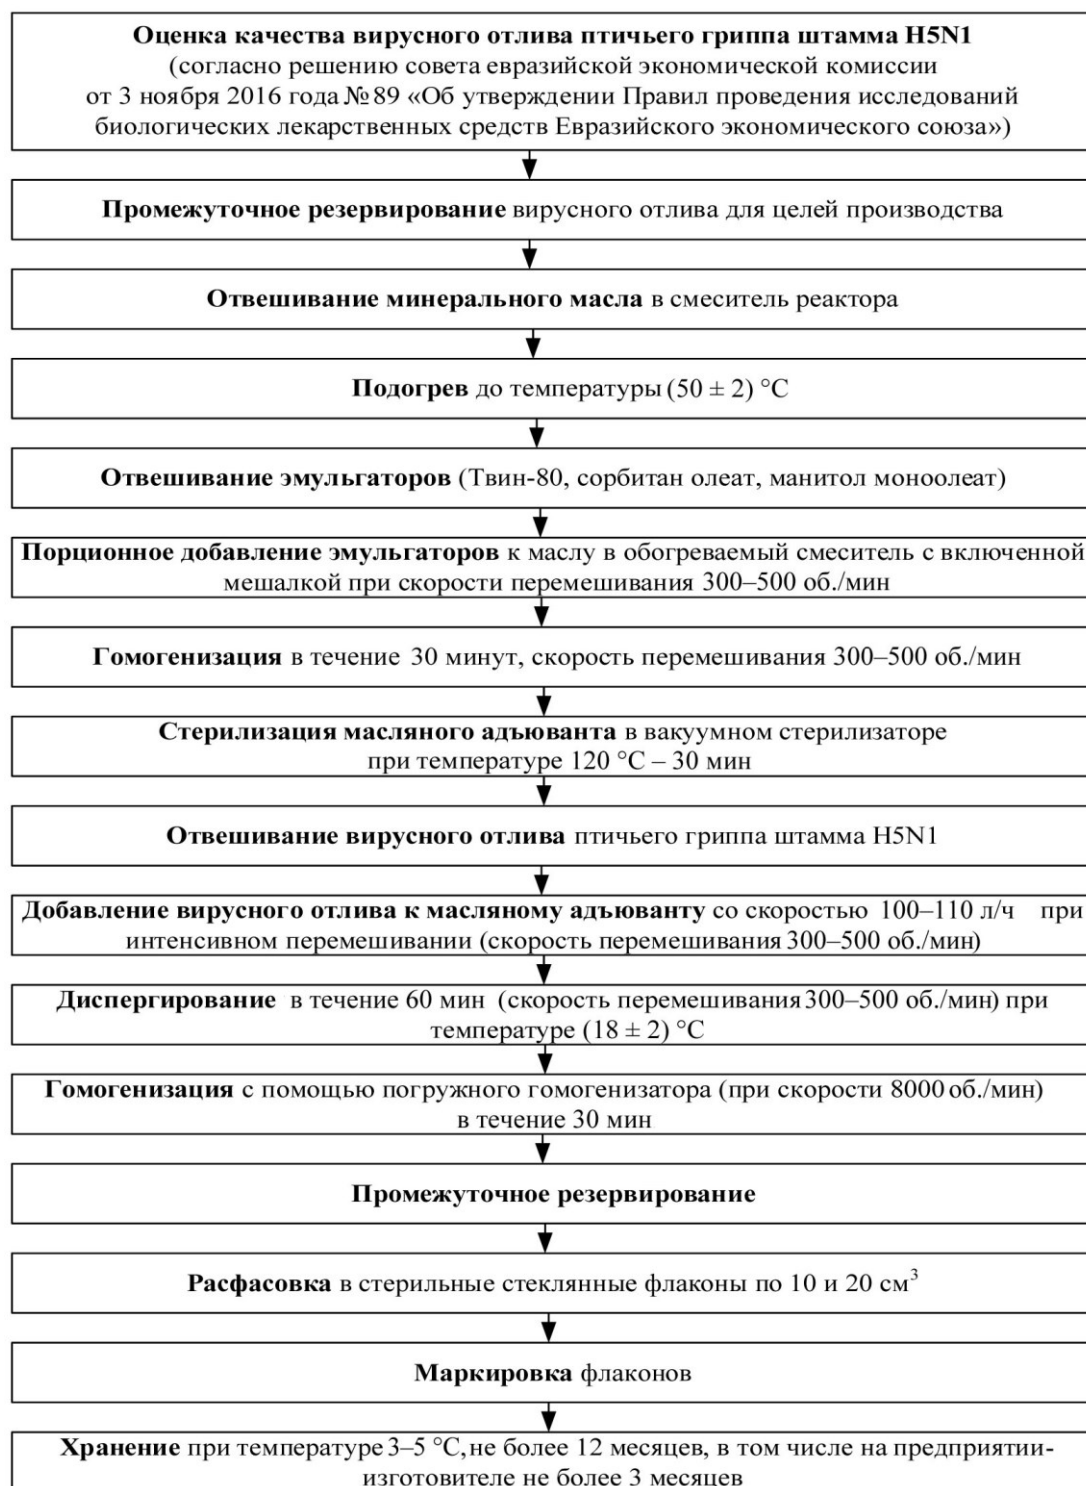 Оценка качества вирусного отлива птичьего гриппа штамма H5N1
(согласно решению совета евразийской экономической комиссии
от 3 ноября 2016 года № 89 «Об утверждении Правил проведения исследований
биологических лекарственных средств Евразийского экономического союза»)
Промежуточное резервирование вирусного отлива для целей производства
Отвешивание минерального масла в смеситель реактора
Подогрев до температуры (50 ± 2) °С
Отвешивание эмульгаторов (Твин-80, сорбитан олеат, манитол моноолеат)
Порционное добавление эмульгаторов к маслу в обогреваемый смеситель с включенной
мешалкой при скорости перемешивания 300–500 об./мин
Гомогенизация в течение 30 минут, скорость перемешивания 300–500 об./мин
Стерилизация масляного адъюванта в вакуумном стерилизаторе
при температуре 120 °С – 30 мин
Отвешивание вирусного отлива птичьего гриппа штамма H5N1
Добавление вирусного отлива к масляному адъюванту со скоростью 100–110 л/ч при
интенсивном перемешивании (скорость перемешивания 300–500 об./мин)
Диспергирование в течение 60 мин (скорость перемешивания 300–500 об./мин) при
температуре (18 ± 2) °С
Гомогенизация с помощью погружного гомогенизатора (при скорости 8000 об./мин)
в течение 30 мин
Промежуточное резервирование
Расфасовка в стерильные стеклянные флаконы по 10 и 20 см³
Маркировка флаконов
Хранение при температуре 3–5 °С, не более 12 месяцев, в том числе на предприятии-
изготовителе не более 3 месяцев